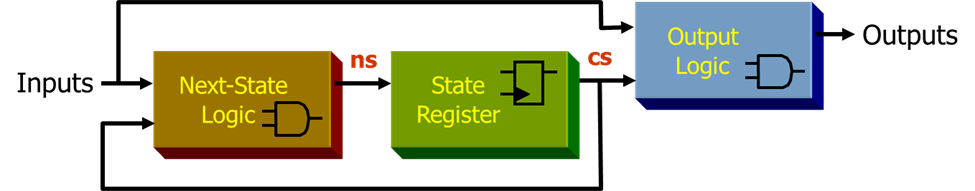 Inputs
Next-State
Logic
ns
State
Register
cs
Output
Logic
Outputs